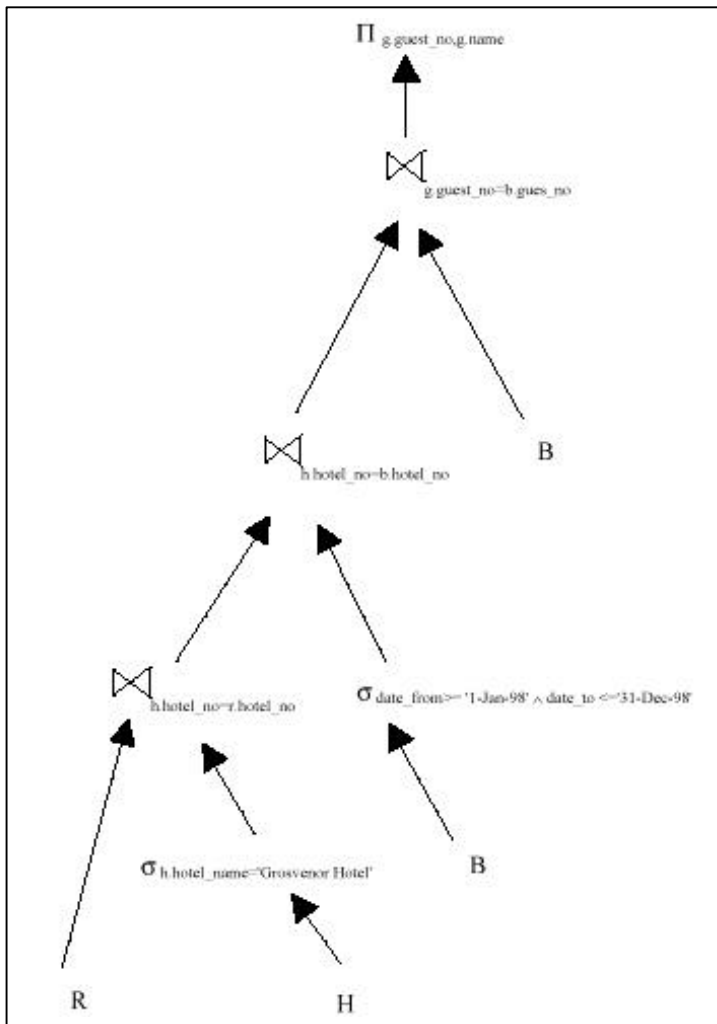 Π g.guest_no,g.name
g.guest_no=b.gues_no
B
h.hotel_no=b.hotel_no
h.hotel_no=r.hotel_no
σ date_from>= '1-Jan-98' ∧ date_to <='31-Dec-98'
σ h.hotel_name='Grosvenor Hotel'
B
R
H